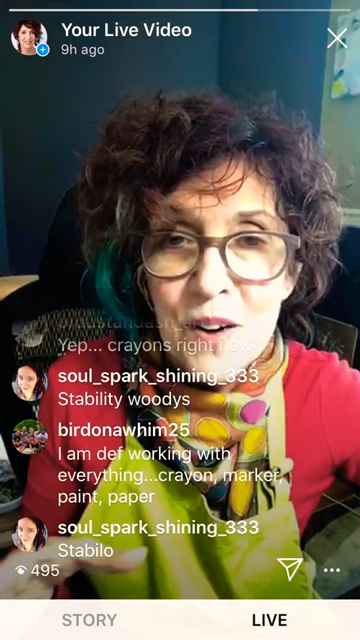 Your Live Video
9h ago
Yep... crayons right now
soul_spark_shining_333
Stability woodys
birdonawhim25
I am def working with
everything...crayon, marker,
paint, paper
soul_spark_shining_333
Stabilo
495
STORY
LIVE